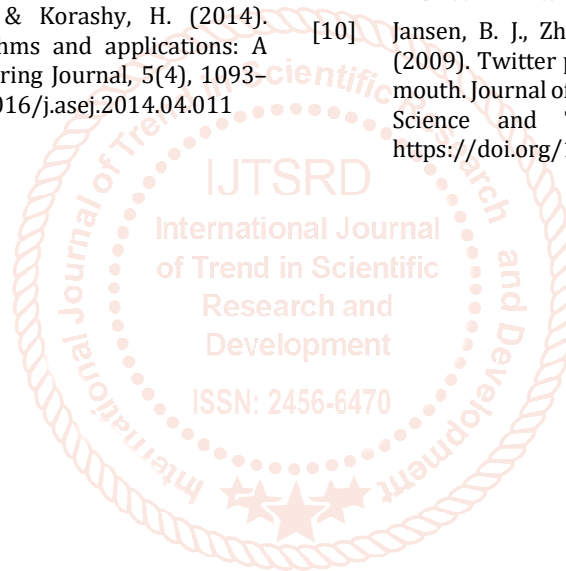 & Korashy, H. (2014).
hms and applications: A
ring Journal, 5(4), 1093–
016/j.asej.2014.04.011
[10] Jansen, B. J., Zh
(2009). Twitter p
mouth. Journal of
Science and T
https://doi.org/1
International Journal of Trend in Scientific Research and Development
IJTSRD
International Journal
of Trend in Scientific
Research and
Development
ISSN: 2456-6470